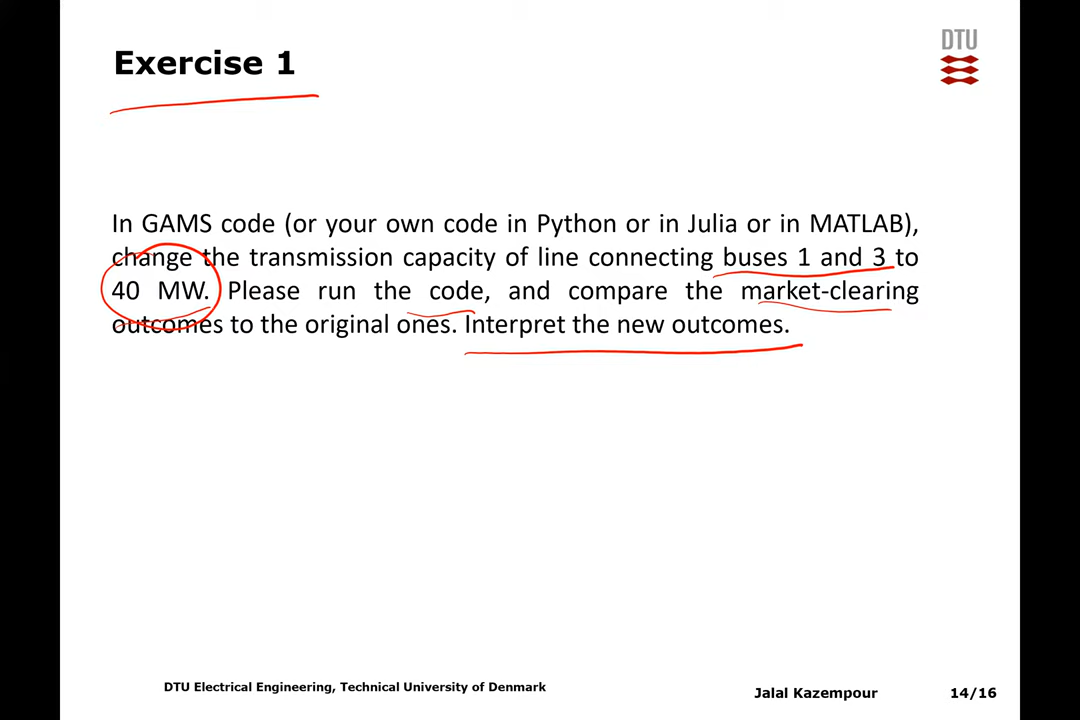 Exercise 1
DTU
In GAMS code (or your own code in Python or in Julia or in MATLAB),
change the transmission capacity of line connecting buses 1 and 3 to
40 MW. Please run the code, and compare the market-clearing
outcomes to the original ones. Interpret the new outcomes.
DTU Electrical Engineering, Technical University of Denmark
Jalal Kazempour
14/16